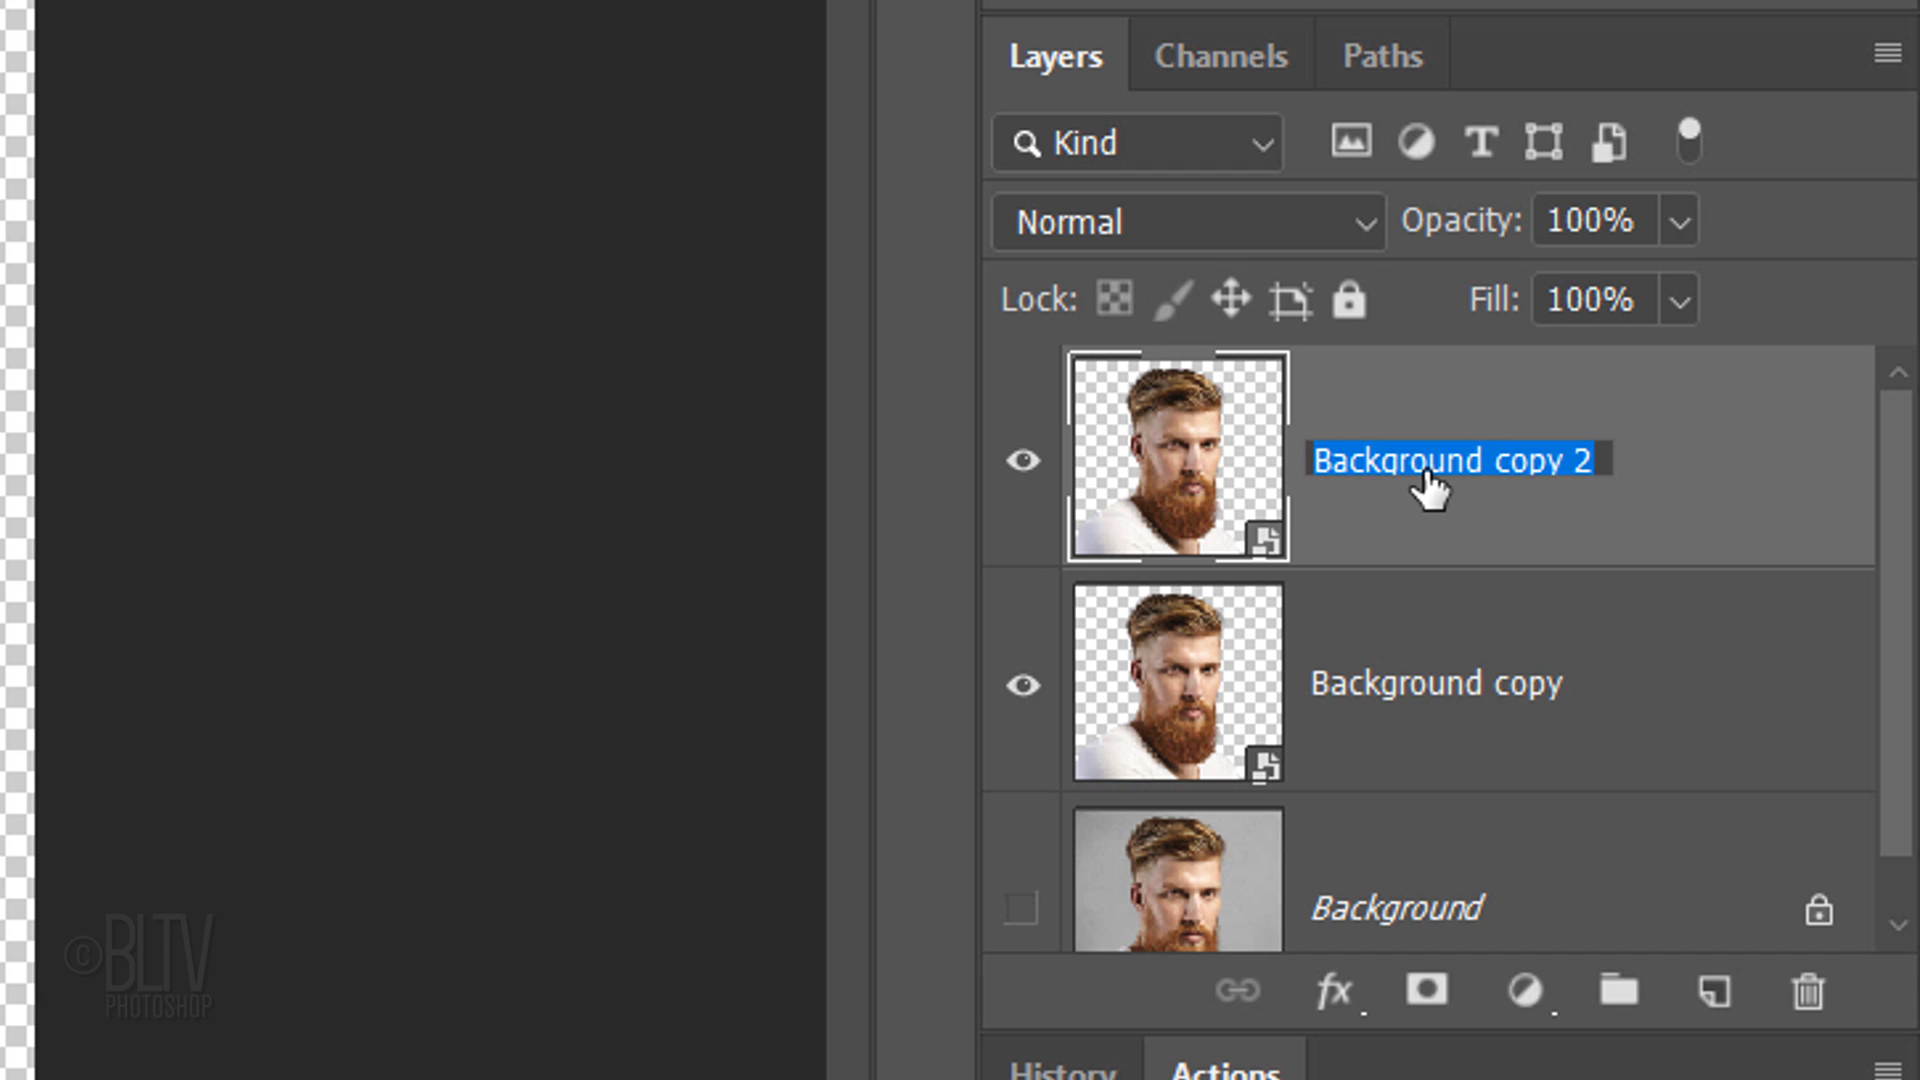 Layers Channels Paths
Kind
Normal Opacity: 100%
Lock: Fill: 100%
Background copy 2
Background copy
Background
fx
History Actions
©BLTV
PHOTOSHOP